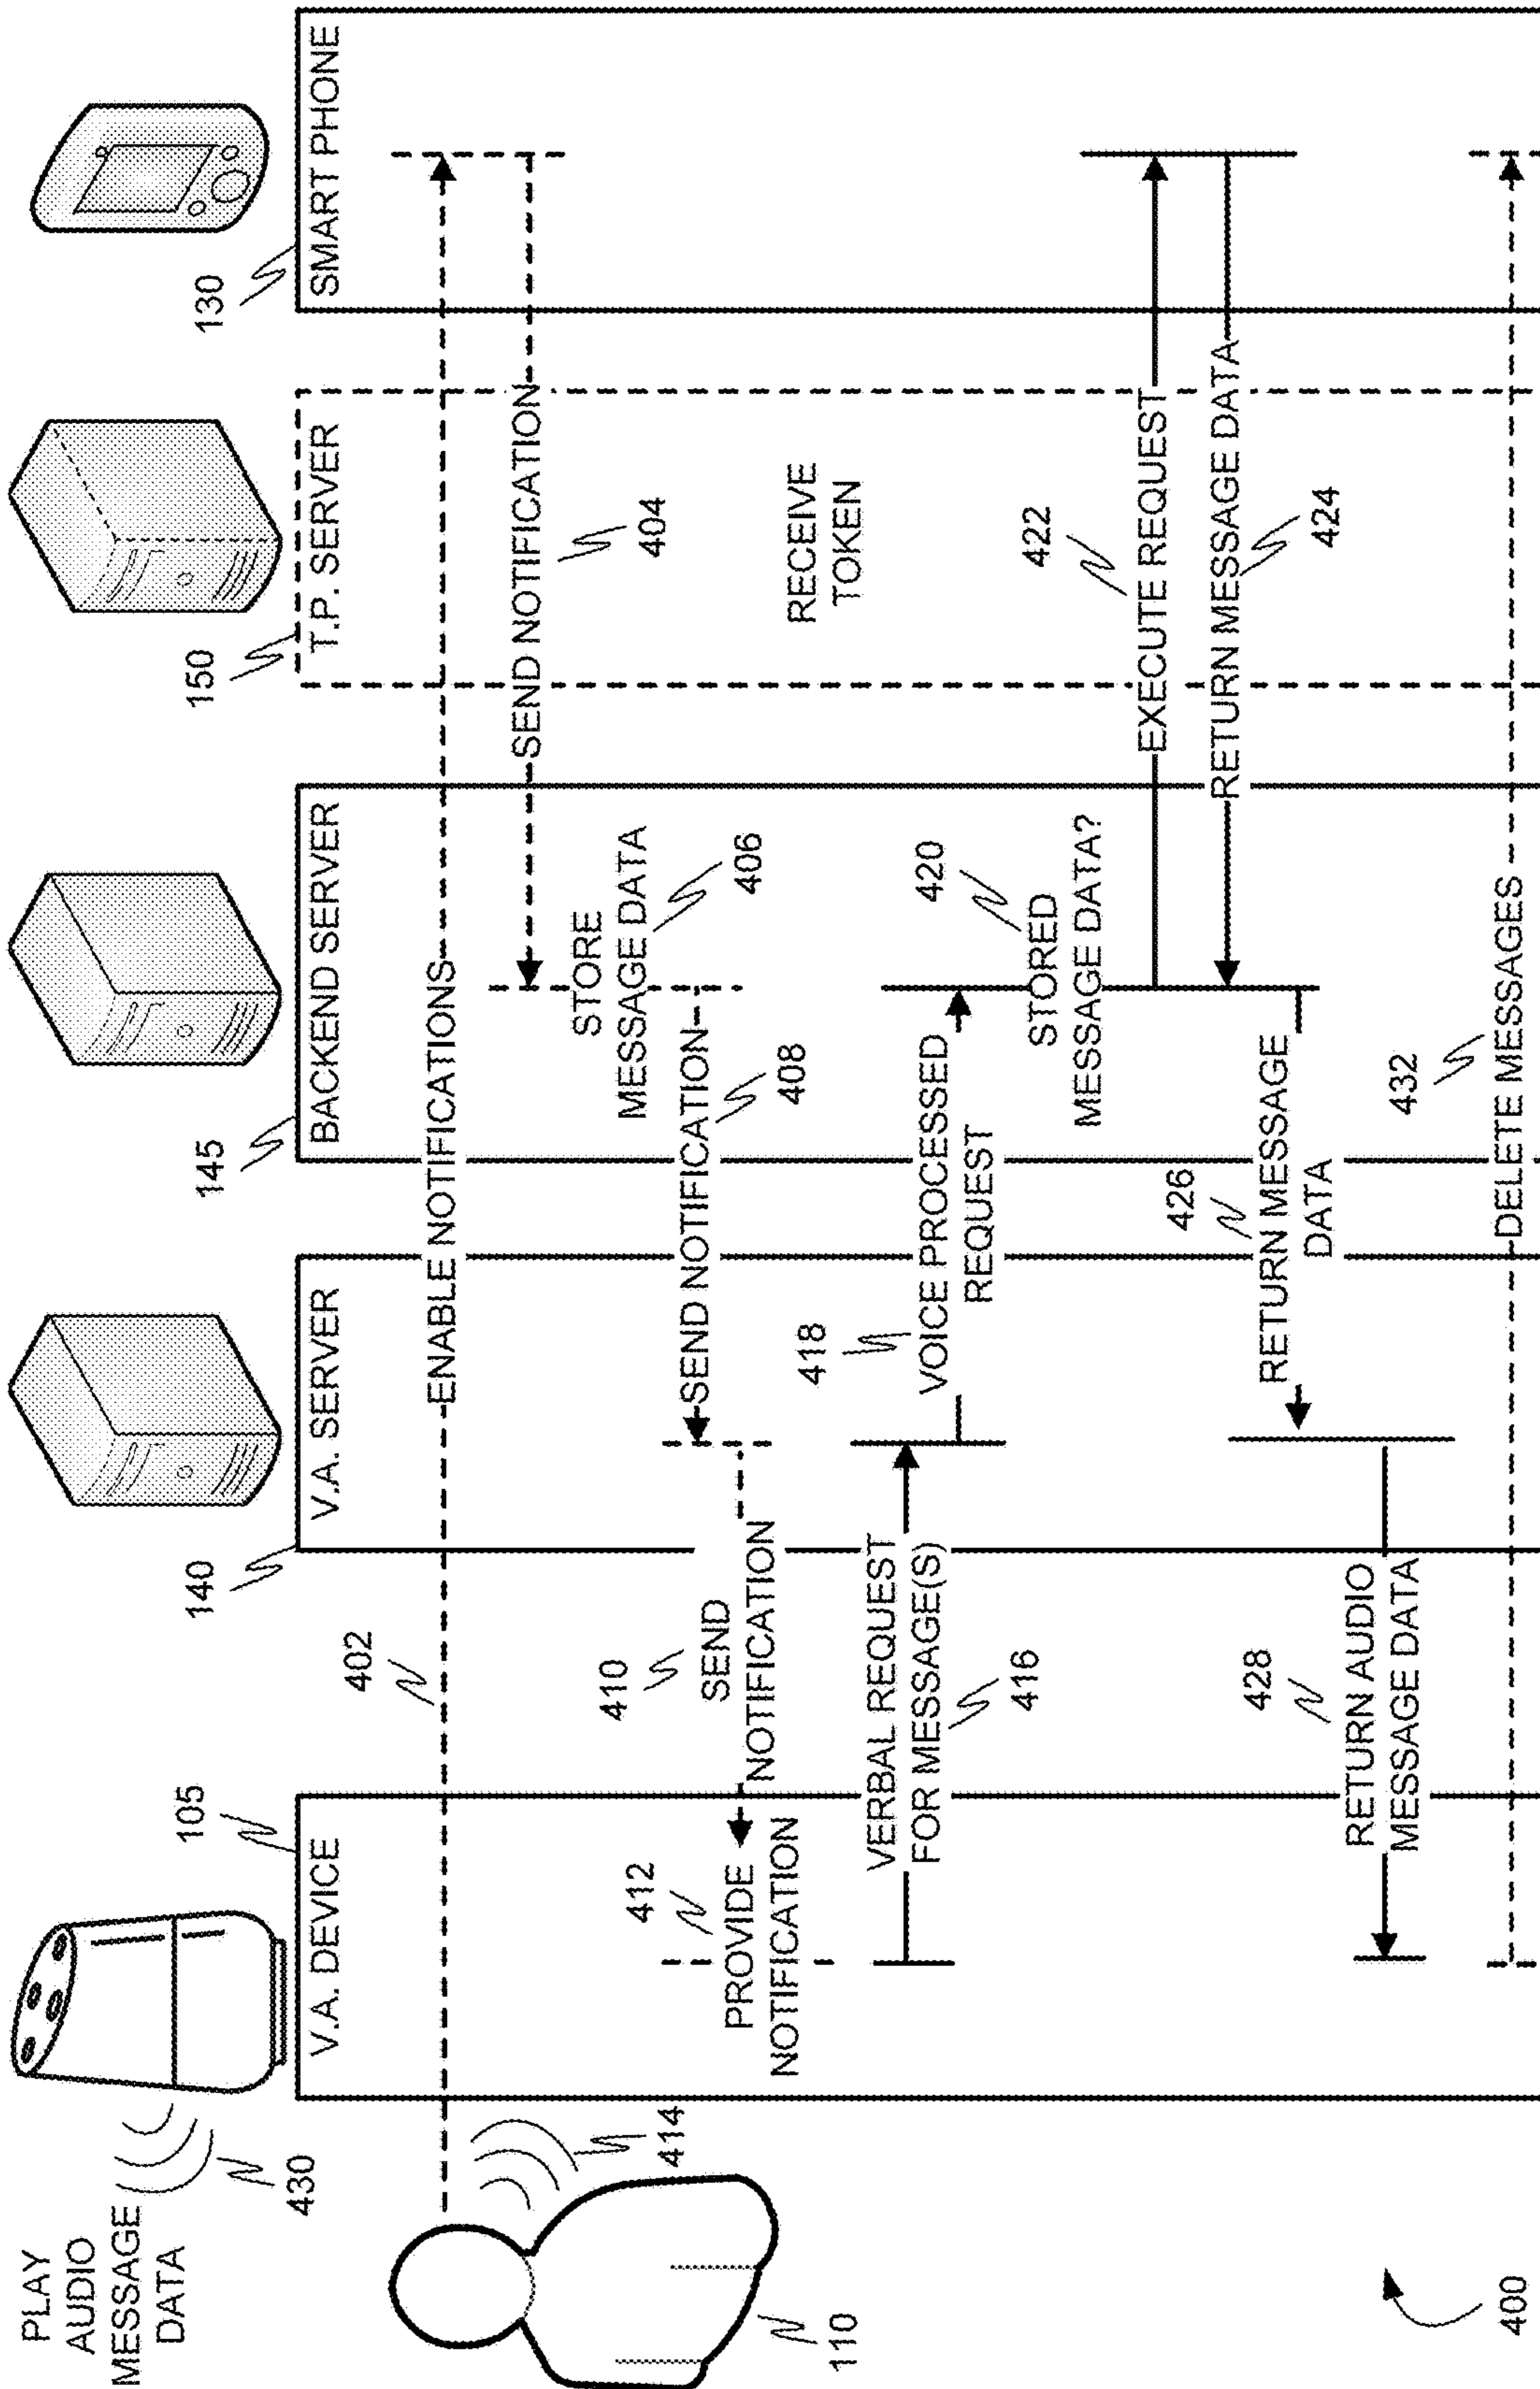 PLAY
AUDIO
MESSAGE
DATA
430
414
110
400
105
V.A. DEVICE
140
V.A. SERVER
145
BACKEND SERVER
150
T.P. SERVER
130
SMART PHONE
402
ENABLE NOTIFICATIONS
SEND NOTIFICATION
404
STORE
MESSAGE DATA
406
SEND NOTIFICATION
408
410
SEND
NOTIFICATION
412
PROVIDE
NOTIFICATION
RECEIVE
TOKEN
VERBAL REQUEST
FOR MESSAGE(S)
416
418
VOICE PROCESSED
REQUEST
420
STORED
MESSAGE DATA?
422
EXECUTE REQUEST
RETURN MESSAGE DATA
424
426
RETURN MESSAGE
DATA
428
RETURN AUDIO
MESSAGE DATA
432
DELETE MESSAGES